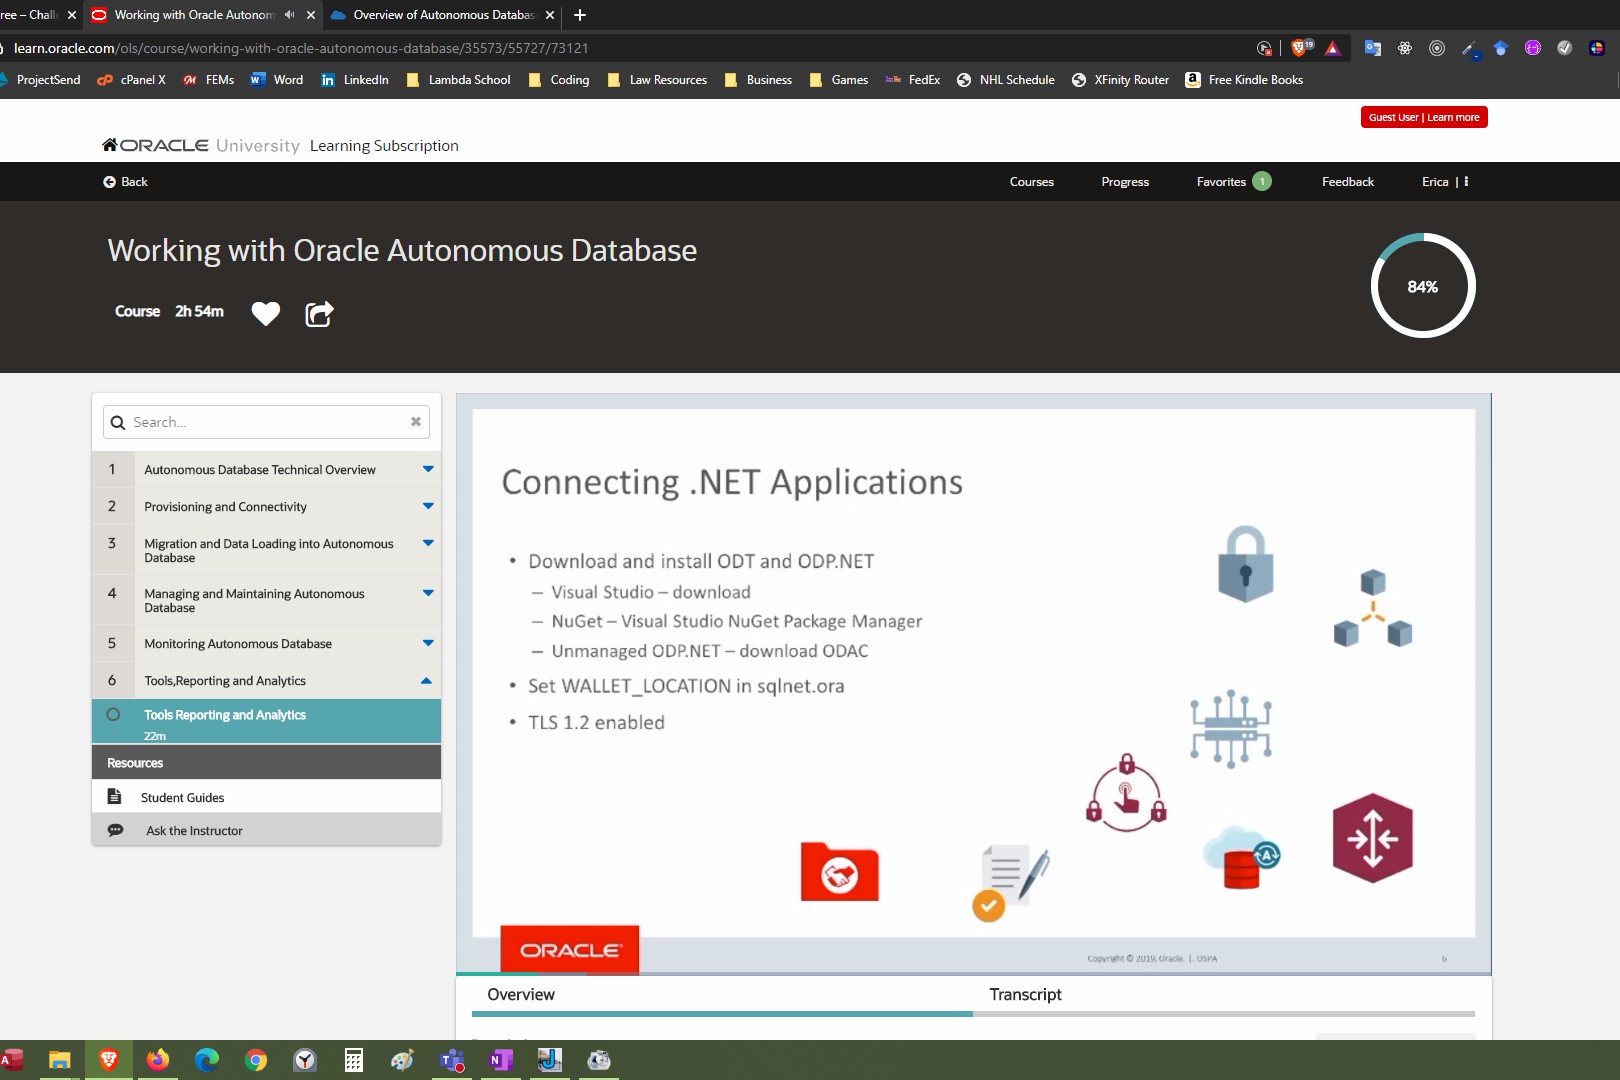 ree – Chall
Working with Oracle Autonom
Overview of Autonomous Databas
learn.oracle.com/ols/course/working-with-oracle-autonomous-database/35573/55727/73121
19
ProjectSend
cPanel X
FEMs
Word
LinkedIn
Lambda School
Coding
Law Resources
Business
Games
FedEx
NHL Schedule
XFinity Router
Free Kindle Books
Guest User | Learn more
ORACLE University Learning Subscription
Back
Courses
Progress
Favorites 1
Feedback
Erica |
Working with Oracle Autonomous Database
Course 2h 54m
84%
Search...
1 Autonomous Database Technical Overview
2 Provisioning and Connectivity
3 Migration and Data Loading into Autonomous
Database
4 Managing and Maintaining Autonomous
Database
5 Monitoring Autonomous Database
6 Tools,Reporting and Analytics
Tools Reporting and Analytics
22m
Resources
Student Guides
Ask the Instructor
Connecting .NET Applications
• Download and install ODT and ODP.NET
– Visual Studio – download
– NuGet – Visual Studio NuGet Package Manager
– Unmanaged ODP.NET – download ODAC
• Set WALLET_LOCATION in sqlnet.ora
• TLS 1.2 enabled
A
ORACLE
Copyright © 2019, Oracle. |. OSPA
Overview
Transcript